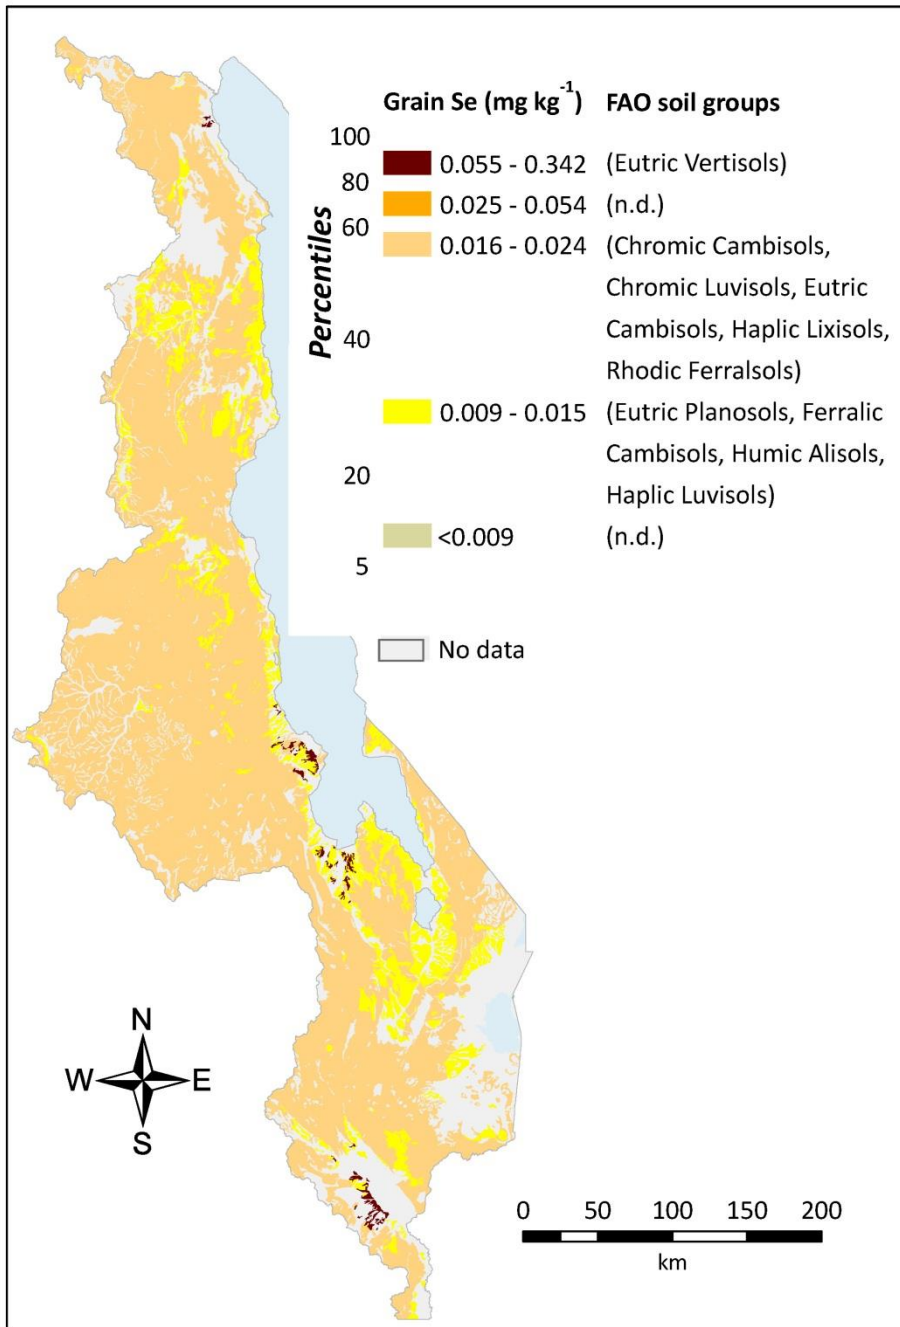 Grain Se (mg kg⁻¹) FAO soil groups
Percentiles
100
0.055 - 0.342 (Eutric Vertisols)
80
0.025 - 0.054 (n.d.)
60
0.016 - 0.024 (Chromic Cambisols,
Chromic Luvisols, Eutric
Cambisols, Haplic Lixisols,
40
Rhodic Ferralsols)
0.009 - 0.015 (Eutric Planosols, Ferralic
Cambisols, Humic Alisols,
20
Haplic Luvisols)
<0.009 (n.d.)
5
No data
N
W E
S
0 50 100 150 200
km